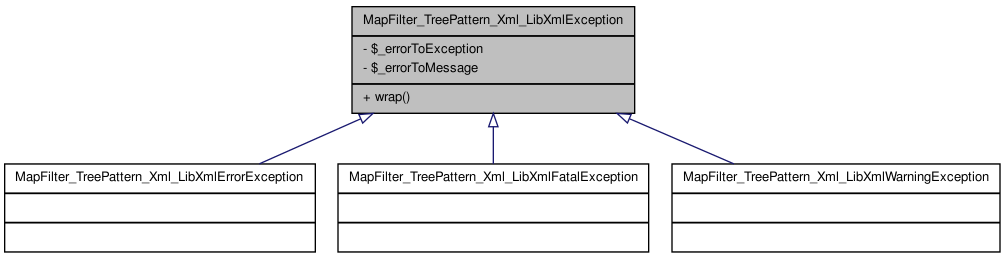 MapFilter_TreePattern_Xml_LibXmlException
- $_errorToException
- $_errorToMessage
+ wrap()
MapFilter_TreePattern_Xml_LibXmlErrorException
MapFilter_TreePattern_Xml_LibXmlFatalException
MapFilter_TreePattern_Xml_LibXmlWarningException